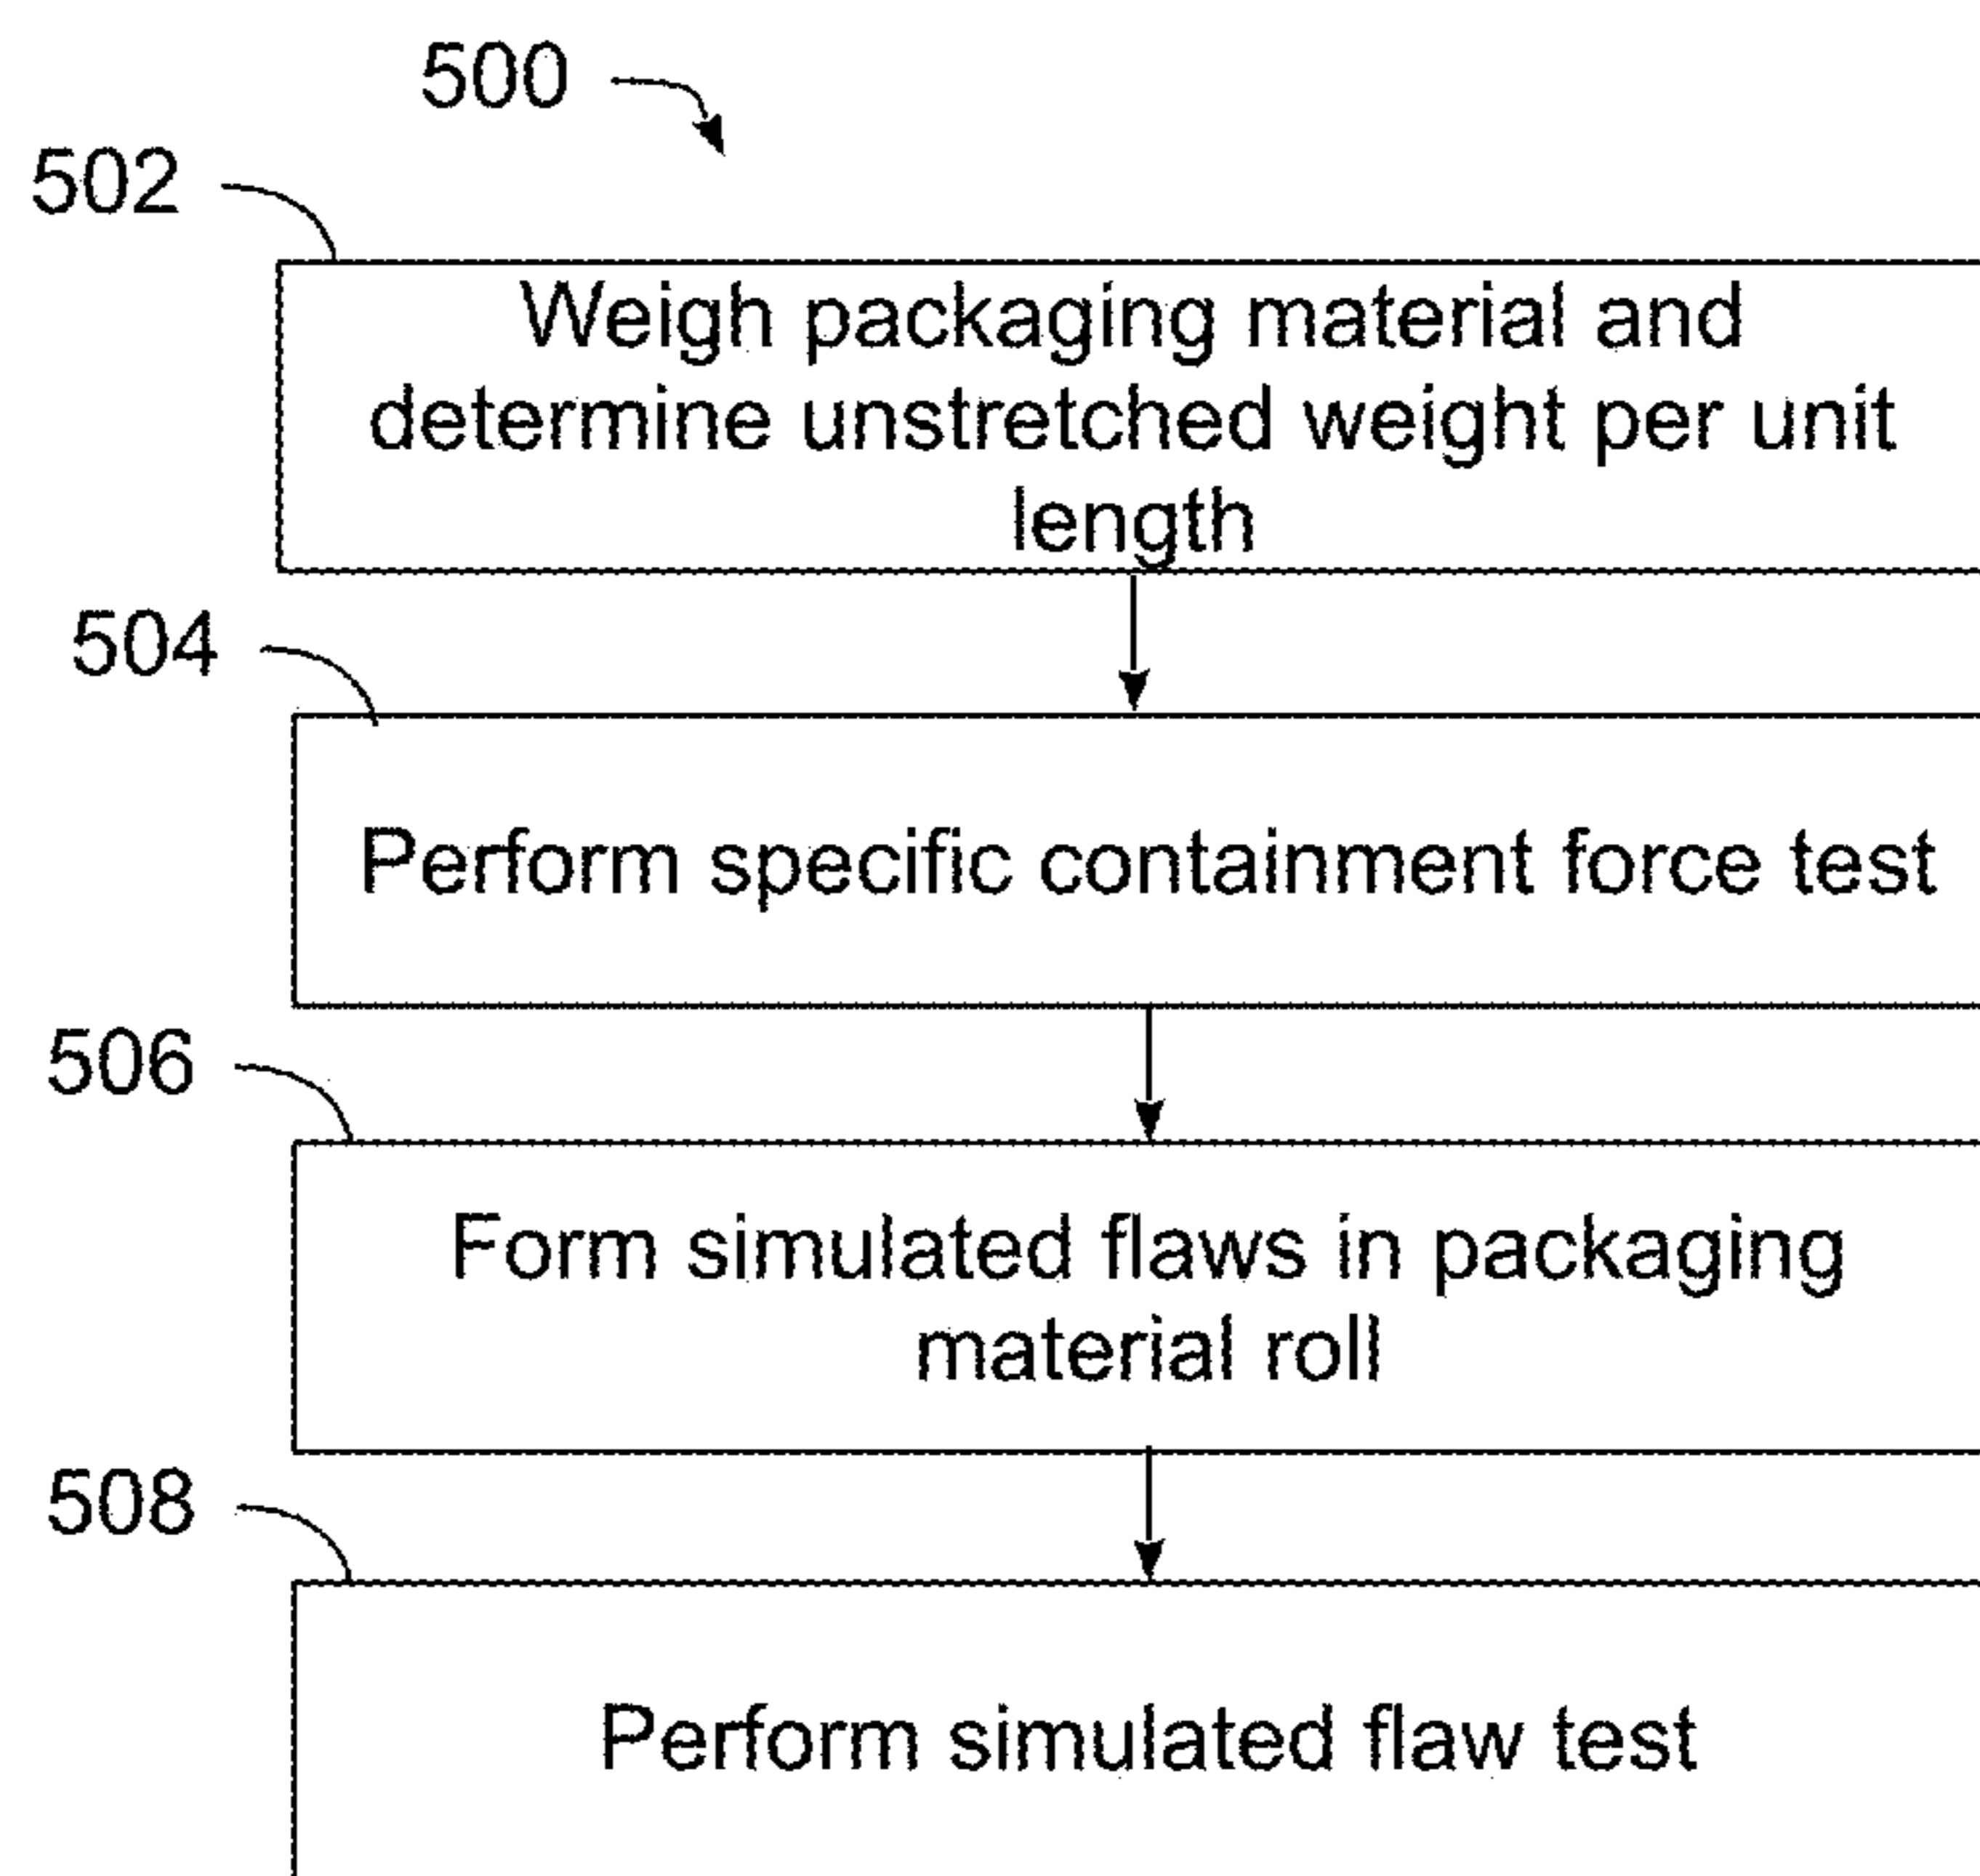 500
502
Weigh packaging material and
determine unstretched weight per unit
length
504
Perform specific containment force test
506
Form simulated flaws in packaging
material roll
508
Perform simulated flaw test